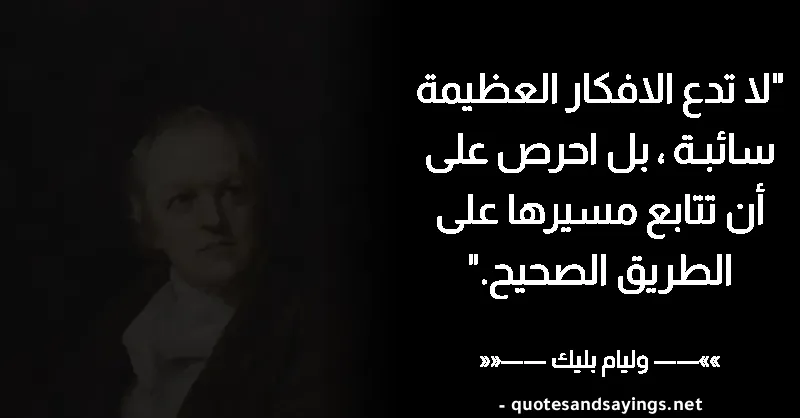 "لا تدع الافكار العظيمة
سائبة ، بل احرص على
أن تتابع مسيرها على
الطريق الصحيح."
»—— وليام بليك ——««
- quotesandsayings.net